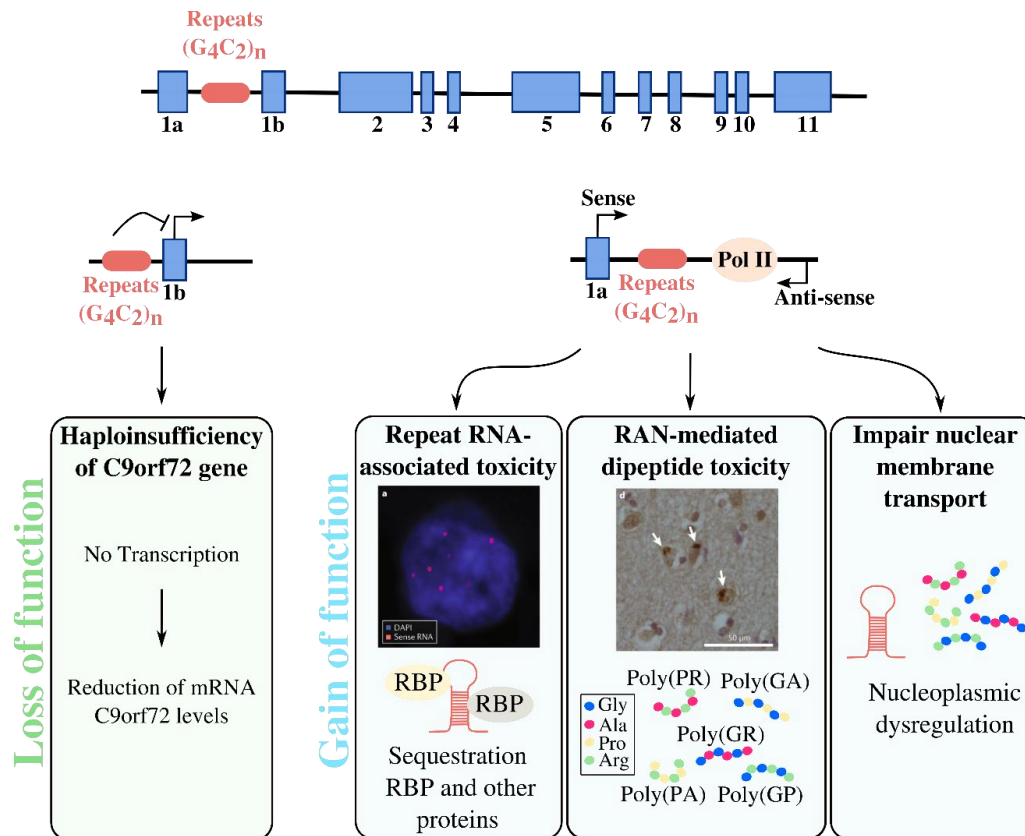 Repeats
(G4C2)n
1a
1b
2
3
4
5
6
7
8
9
10
11
Repeats
(G4C2)n
1b
Sense
1a
Repeats
(G4C2)n
Pol II
Anti-sense
Loss of function
Haploinsufficiency
of C9orf72 gene
No Transcription
Reduction of mRNA
C9orf72 levels
Gain of function
Repeat RNA-
associated toxicity
a
DAPI
Sense RNA
RBP
RBP
Sequestration
RBP and other
proteins
RAN-mediated
dipeptide toxicity
d
50 µm
Poly(PR)
Poly(GA)
Gly
Ala
Pro
Arg
Poly(GR)
Poly(PA)
Poly(GP)
Impair nuclear
membrane
transport
Nucleoplasmic
dysregulation